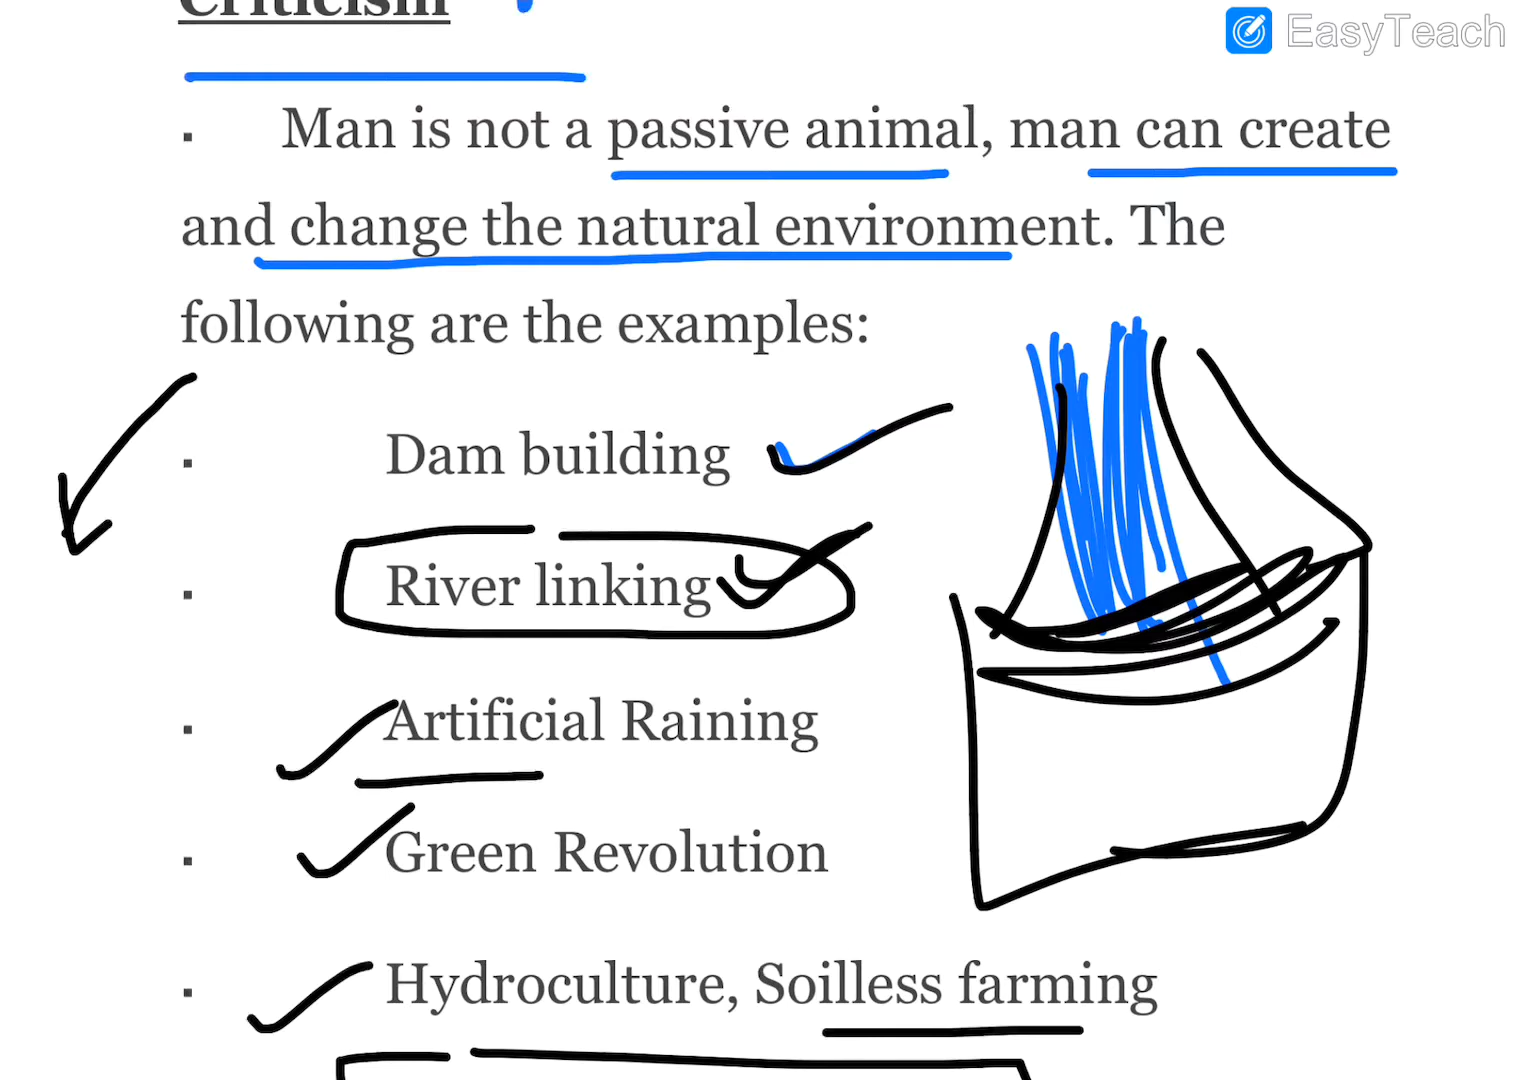 Criticism
EasyTeach
▪ Man is not a passive animal, man can create
and change the natural environment. The
following are the examples:
▪ Dam building
▪ River linking
▪ Artificial Raining
▪ Green Revolution
▪ Hydroculture, Soilless farming